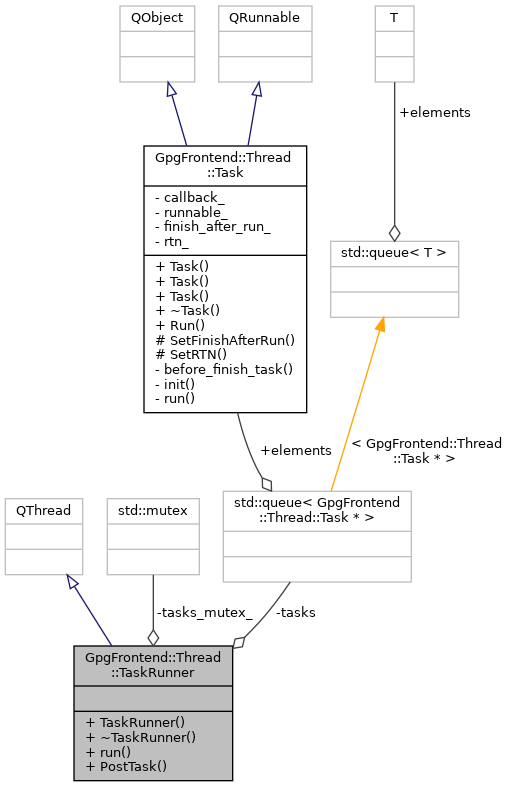 QObject
QRunnable
T
+elements
GpgFrontend::Thread
::Task
- callback_
- runnable_
- finish_after_run_
- rtn_
+ Task()
+ Task()
+ Task()
+ ~Task()
+ Run()
# SetFinishAfterRun()
# SetRTN()
- before_finish_task()
- init()
- run()
std::queue< T >
+elements
< GpgFrontend::Thread
::Task * >
QThread
std::mutex
std::queue< GpgFrontend
::Thread::Task * >
-tasks_mutex_
-tasks
GpgFrontend::Thread
::TaskRunner
+ TaskRunner()
+ ~TaskRunner()
+ run()
+ PostTask()